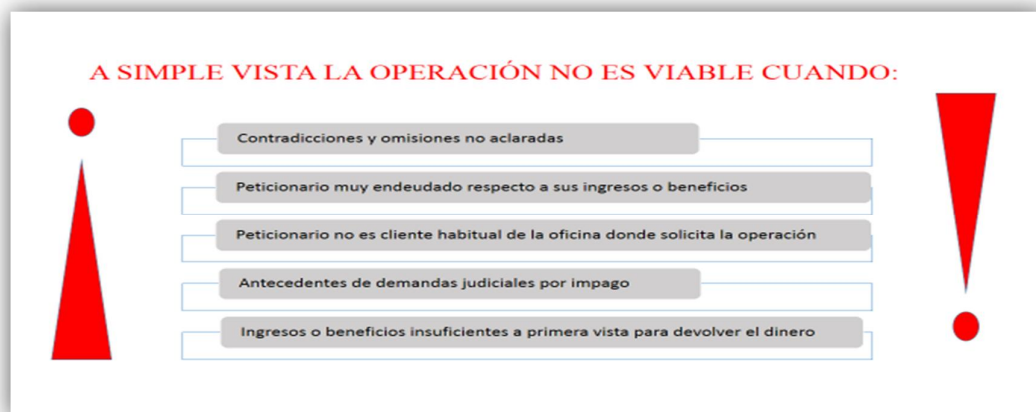 A SIMPLE VISTA LA OPERACIÓN NO ES VIABLE CUANDO:
Contradicciones y omisiones no aclaradas
Peticionario muy endeudado respecto a sus ingresos o beneficios
Peticionario no es cliente habitual de la oficina donde solicita la operación
Antecedentes de demandas judiciales por impago
Ingresos o beneficios insuficientes a primera vista para devolver el dinero